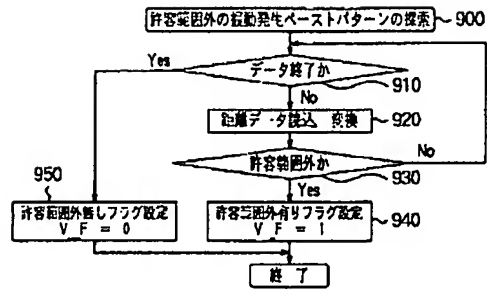 許容範囲外の振動発生ペーストパターンの探索
900
Yes
データ終了か
910
No
距離データ読込 変換
920
許容範囲外か
No
930
Yes
950
許容範囲外無しフラグ設定
VF = 0
許容範囲外有りフラグ設定
VF = 1
940
終了